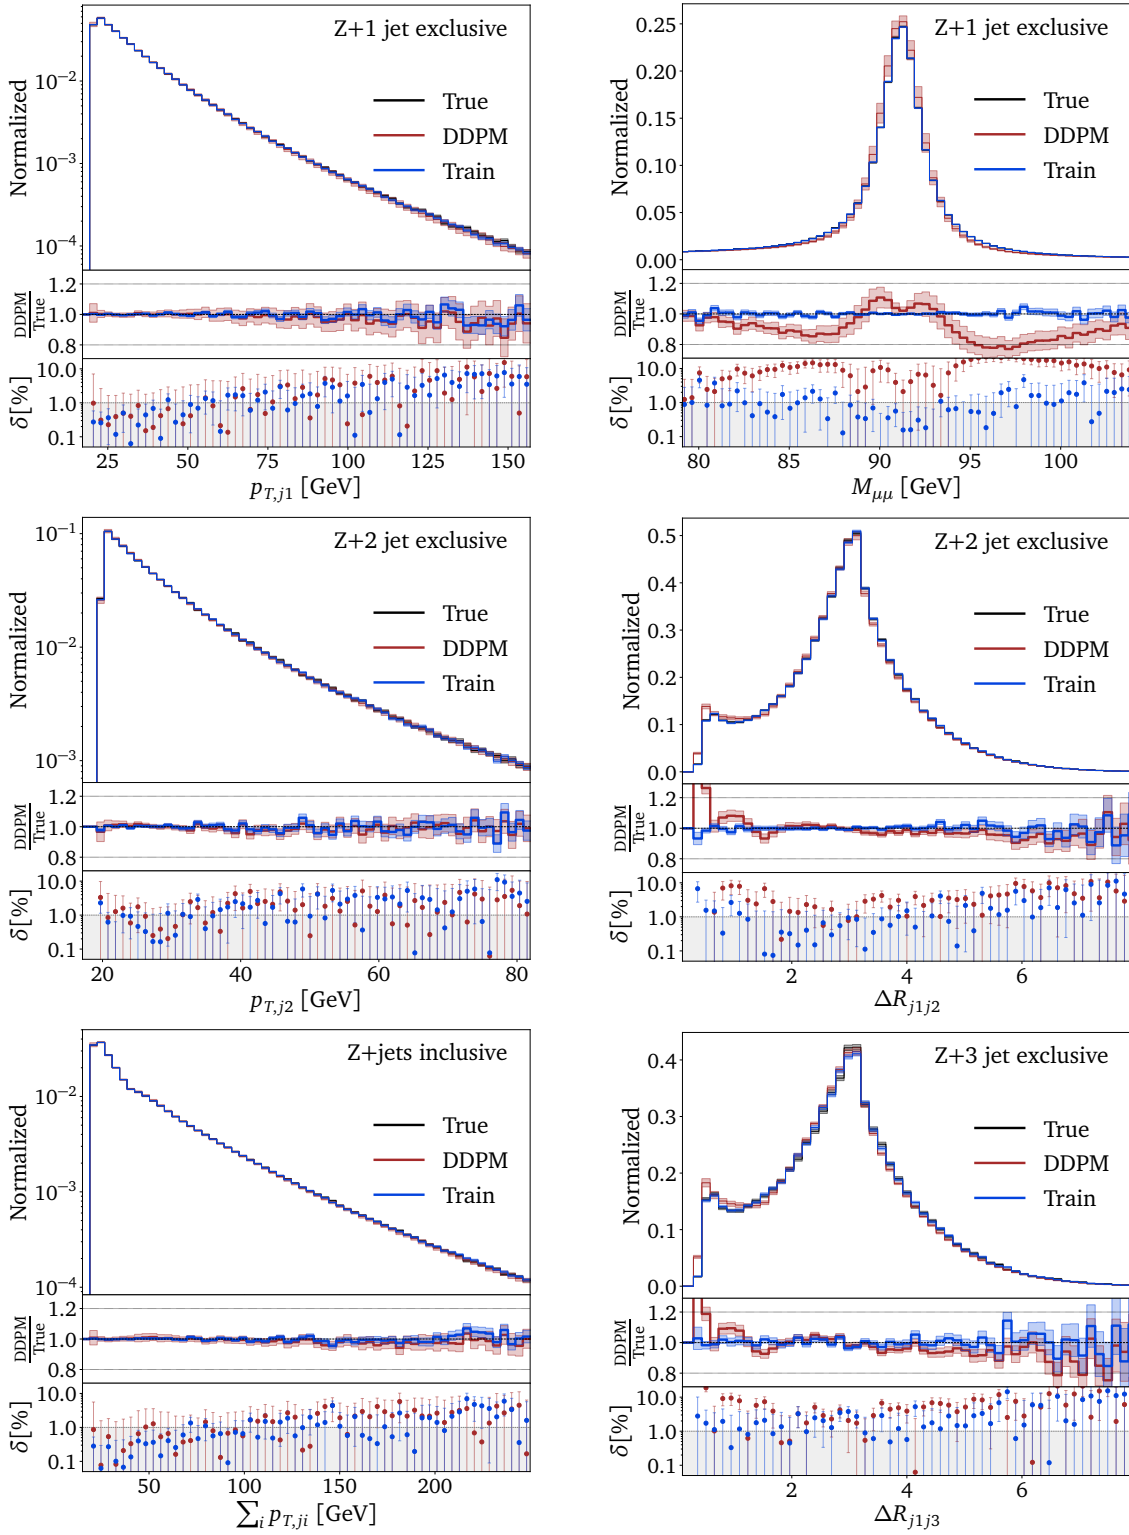 Z+1 jet exclusive
Normalized
10^{-2}
10^{-3}
10^{-4}
True
DDPM
Train
DDPM/True
1.2
1.0
0.8
δ[%]
10.0
1.0
0.1
25 50 75 100 125 150
p_{T,j1} [GeV]
Z+1 jet exclusive
Normalized
0.25
0.20
0.15
0.10
0.05
0.00
True
DDPM
Train
DDPM/True
1.2
1.0
0.8
δ[%]
10.0
1.0
0.1
80 85 90 95 100
M_{μμ} [GeV]
Z+2 jet exclusive
Normalized
10^{-1}
10^{-2}
10^{-3}
True
DDPM
Train
DDPM/True
1.2
1.0
0.8
δ[%]
10.0
1.0
0.1
20 40 60 80
p_{T,j2} [GeV]
Z+2 jet exclusive
Normalized
0.5
0.4
0.3
0.2
0.1
0.0
True
DDPM
Train
DDPM/True
1.2
1.0
0.8
δ[%]
10.0
1.0
0.1
2 4 6
ΔR_{j1j2}
Z+jets inclusive
Normalized
10^{-2}
10^{-3}
10^{-4}
True
DDPM
Train
DDPM/True
1.2
1.0
0.8
δ[%]
10.0
1.0
0.1
50 100 150 200
∑_i p_{T,ji} [GeV]
Z+3 jet exclusive
Normalized
0.4
0.3
0.2
0.1
0.0
True
DDPM
Train
DDPM/True
1.2
1.0
0.8
δ[%]
10.0
1.0
0.1
2 4 6
ΔR_{j1j3}